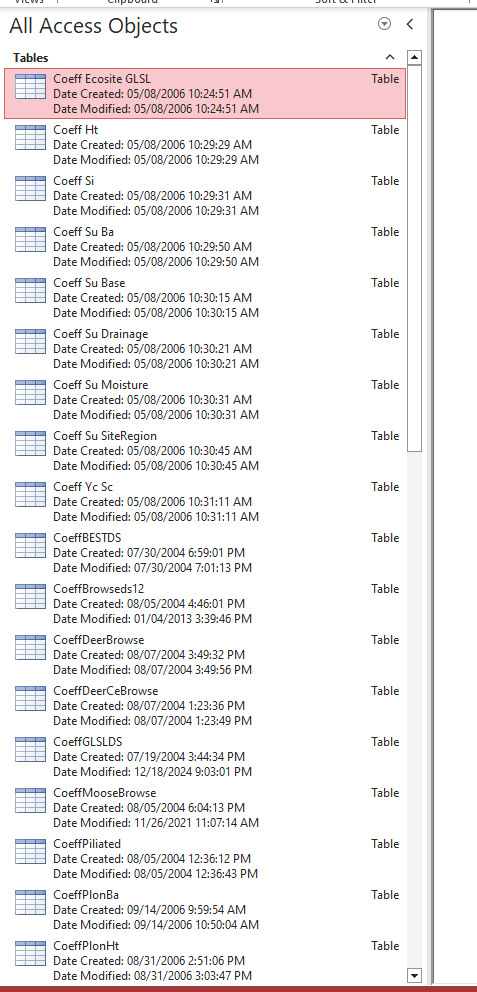 All Access Objects
Tables
Coeff Ecosite GLSL Table
Date Created: 05/08/2006 10:24:51 AM
Date Modified: 05/08/2006 10:24:51 AM
Coeff Ht Table
Date Created: 05/08/2006 10:29:29 AM
Date Modified: 05/08/2006 10:29:29 AM
Coeff Si Table
Date Created: 05/08/2006 10:29:31 AM
Date Modified: 05/08/2006 10:29:31 AM
Coeff Su Ba Table
Date Created: 05/08/2006 10:29:50 AM
Date Modified: 05/08/2006 10:29:50 AM
Coeff Su Base Table
Date Created: 05/08/2006 10:30:15 AM
Date Modified: 05/08/2006 10:30:15 AM
Coeff Su Drainage Table
Date Created: 05/08/2006 10:30:21 AM
Date Modified: 05/08/2006 10:30:21 AM
Coeff Su Moisture Table
Date Created: 05/08/2006 10:30:31 AM
Date Modified: 05/08/2006 10:30:31 AM
Coeff Su SiteRegion Table
Date Created: 05/08/2006 10:30:45 AM
Date Modified: 05/08/2006 10:30:45 AM
Coeff Yc Sc Table
Date Created: 05/08/2006 10:31:11 AM
Date Modified: 05/08/2006 10:31:11 AM
CoeffBESTDS Table
Date Created: 07/30/2004 6:59:01 PM
Date Modified: 07/30/2004 7:01:13 PM
CoeffBrowseds12 Table
Date Created: 08/05/2004 4:46:01 PM
Date Modified: 01/04/2013 3:39:46 PM
CoeffDeerBrowse Table
Date Created: 08/07/2004 3:49:32 PM
Date Modified: 08/07/2004 3:49:56 PM
CoeffDeerCeBrowse Table
Date Created: 08/07/2004 1:23:36 PM
Date Modified: 08/07/2004 1:23:49 PM
CoeffGLSLDS Table
Date Created: 07/19/2004 3:44:34 PM
Date Modified: 12/18/2024 9:03:01 PM
CoeffMooseBrowse Table
Date Created: 08/05/2004 6:04:13 PM
Date Modified: 11/26/2021 11:07:14 AM
CoeffPiliated Table
Date Created: 08/05/2004 12:36:12 PM
Date Modified: 08/05/2004 12:36:43 PM
CoeffPlonBa Table
Date Created: 09/14/2006 9:59:54 AM
Date Modified: 09/14/2006 10:50:04 AM
CoeffPlonHt Table
Date Created: 08/31/2006 2:51:06 PM
Date Modified: 08/31/2006 3:03:47 PM